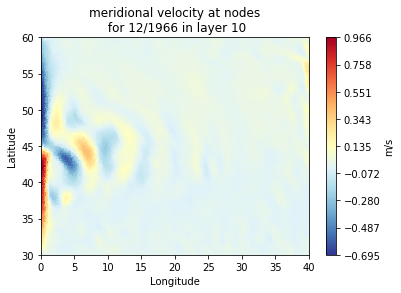 meridional velocity at nodes
for 12/1966 in layer 10
60
55
50
45
40
35
30
Latitude
0 5 10 15 20 25 30 35 40
Longitude
0.966
0.758
0.551
0.343
0.135
−0.072
−0.280
−0.487
−0.695
m/s